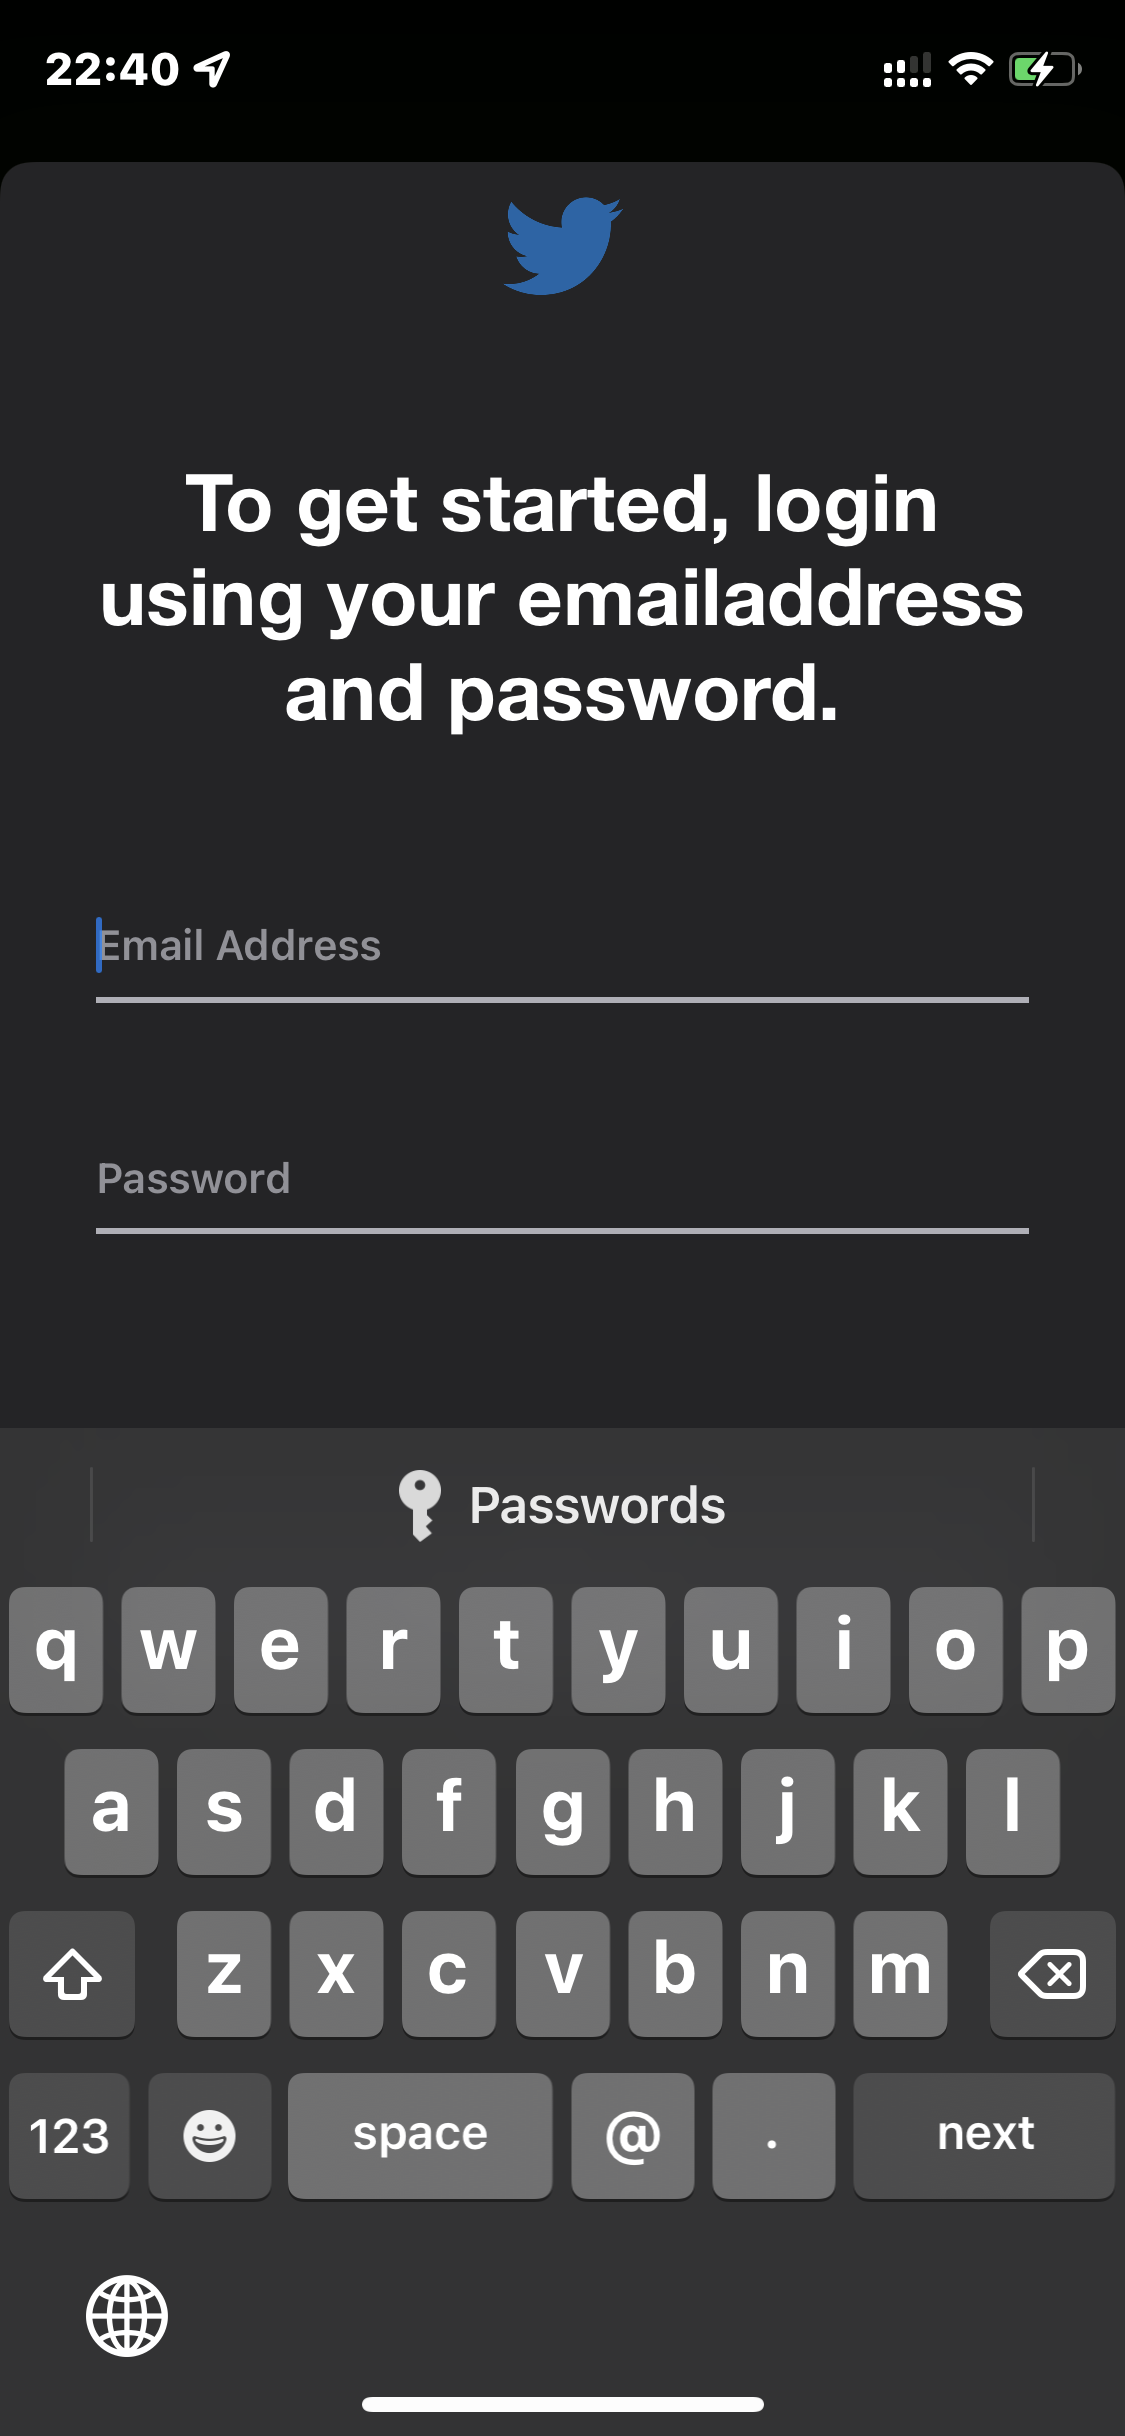 22:40
To get started, login
using your emailaddress
and password.
Email Address
Password
Passwords
q w e r t y u i o p
a s d f g h j k l
z x c v b n m
123 space @ . next